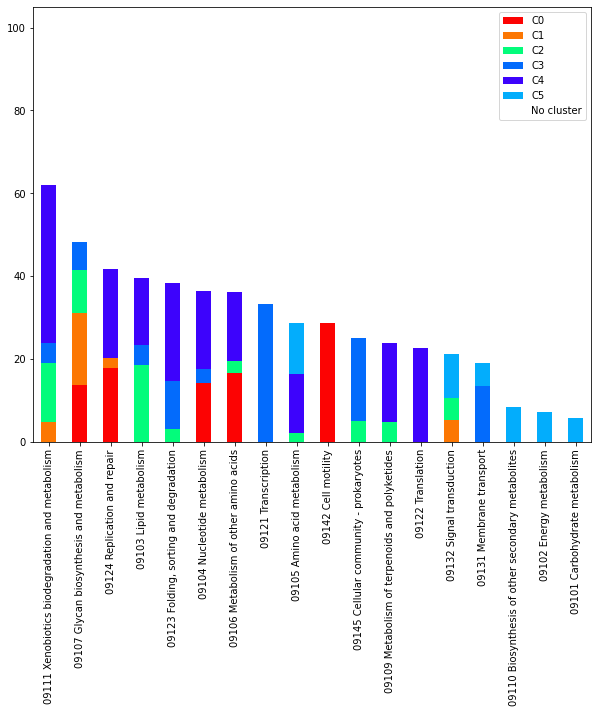 100
80
60
40
20
0
C0
C1
C2
C3
C4
C5
No cluster
09111 Xenobiotics biodegradation and metabolism
09107 Glycan biosynthesis and metabolism
09124 Replication and repair
09103 Lipid metabolism
09123 Folding, sorting and degradation
09104 Nucleotide metabolism
09106 Metabolism of other amino acids
09121 Transcription
09105 Amino acid metabolism
09142 Cell motility
09145 Cellular community - prokaryotes
09109 Metabolism of terpenoids and polyketides
09122 Translation
09132 Signal transduction
09131 Membrane transport
09110 Biosynthesis of other secondary metabolites
09102 Energy metabolism
09101 Carbohydrate metabolism